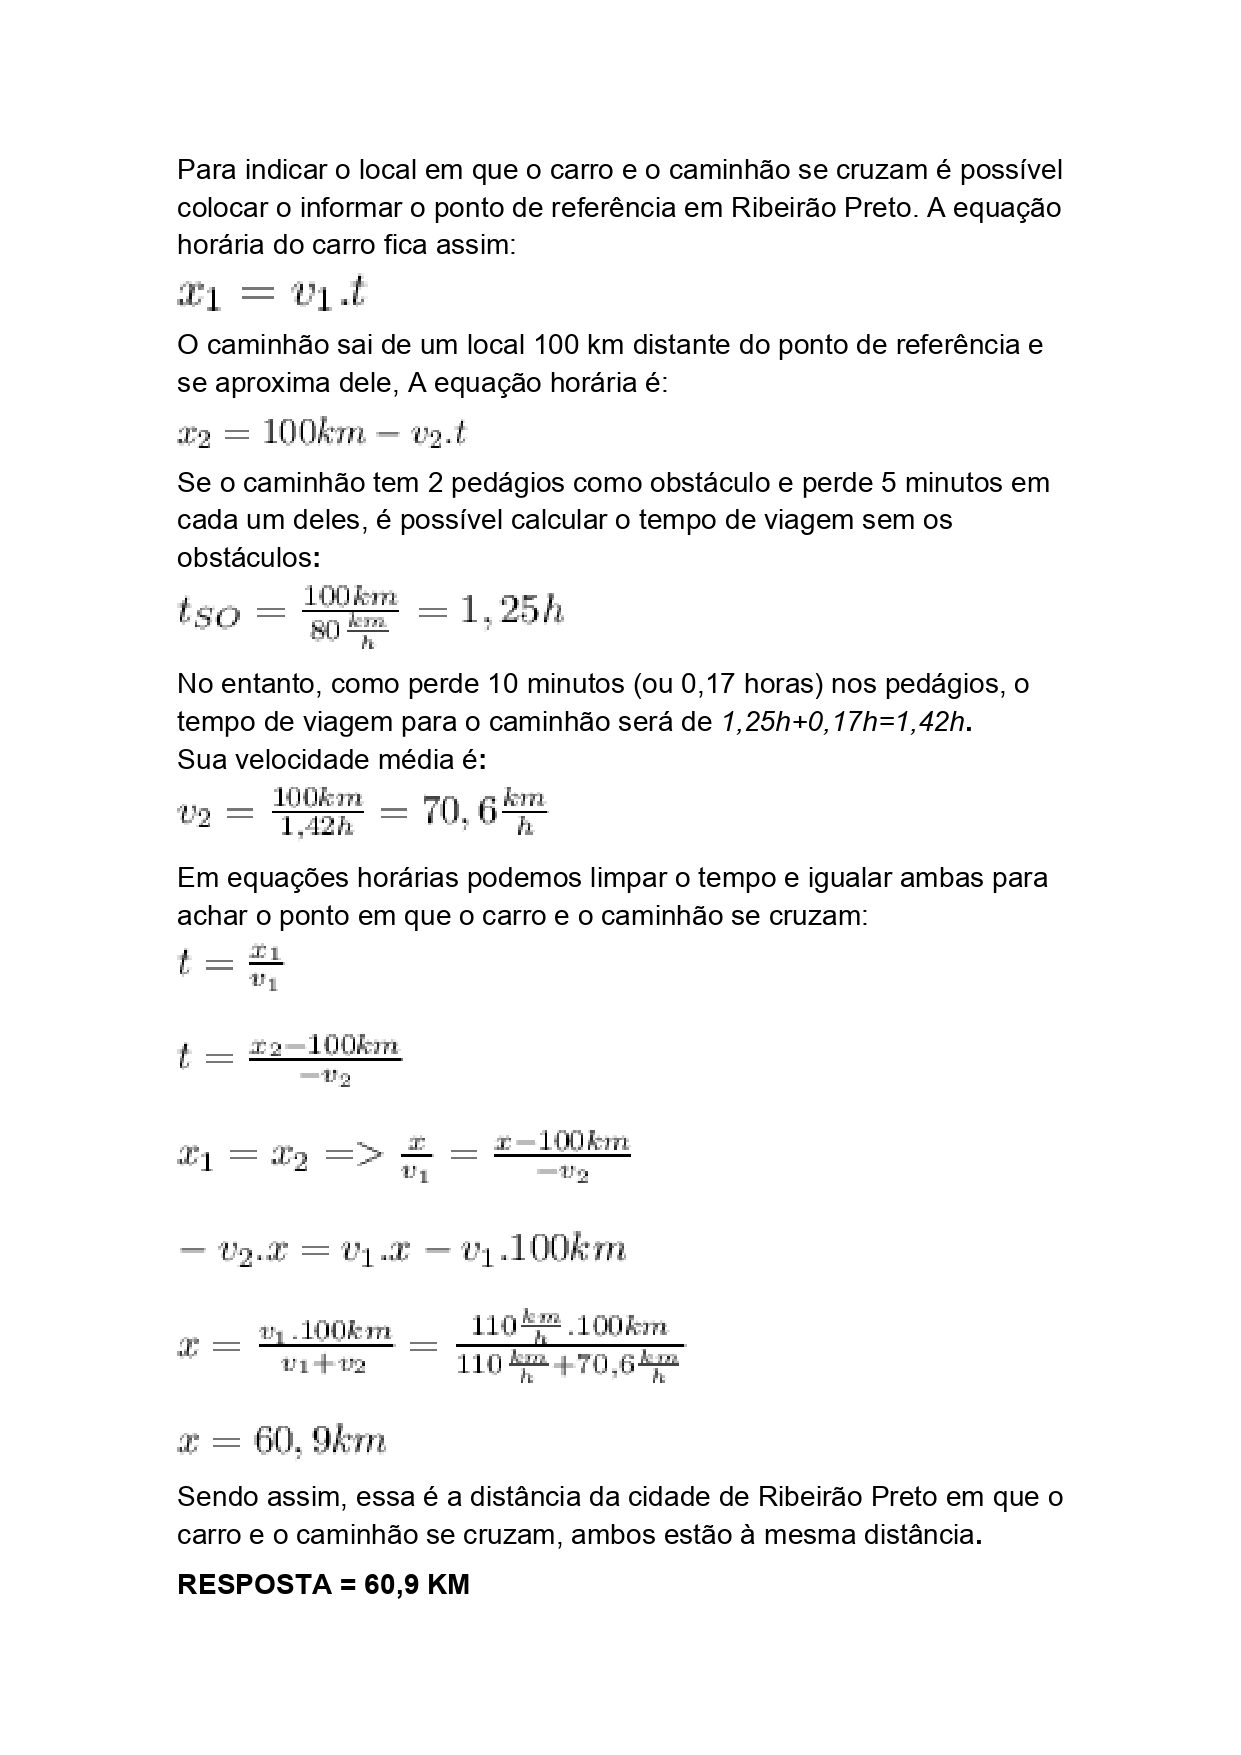 Para indicar o local em que o carro e o caminhão se cruzam é possível
colocar o informar o ponto de referência em Ribeirão Preto. A equação
horária do carro fica assim:
x₁ = v₁.t
O caminhão sai de um local 100 km distante do ponto de referência e
se aproxima dele, A equação horária é:
x₂ = 100km − v₂.t
Se o caminhão tem 2 pedágios como obstáculo e perde 5 minutos em
cada um deles, é possível calcular o tempo de viagem sem os
obstáculos:
t_{SO} = \frac{100km}{80\frac{km}{h}} = 1,25h
No entanto, como perde 10 minutos (ou 0,17 horas) nos pedágios, o
tempo de viagem para o caminhão será de 1,25h+0,17h=1,42h.
Sua velocidade média é:
v_2 = \frac{100km}{1,42h} = 70,6\frac{km}{h}
Em equações horárias podemos limpar o tempo e igualar ambas para
achar o ponto em que o carro e o caminhão se cruzam:
t = \frac{x_1}{v_1}
t = \frac{x_2-100km}{-v_2}
x_1 = x_2 => \frac{x}{v_1} = \frac{x-100km}{-v_2}
− v₂.x = v₁.x − v₁.100km
x = \frac{v_1.100km}{v_1+v_2} = \frac{110\frac{km}{h}.100km}{110\frac{km}{h}+70,6\frac{km}{h}}
x = 60,9km
Sendo assim, essa é a distância da cidade de Ribeirão Preto em que o
carro e o caminhão se cruzam, ambos estão à mesma distância.
RESPOSTA = 60,9 KM